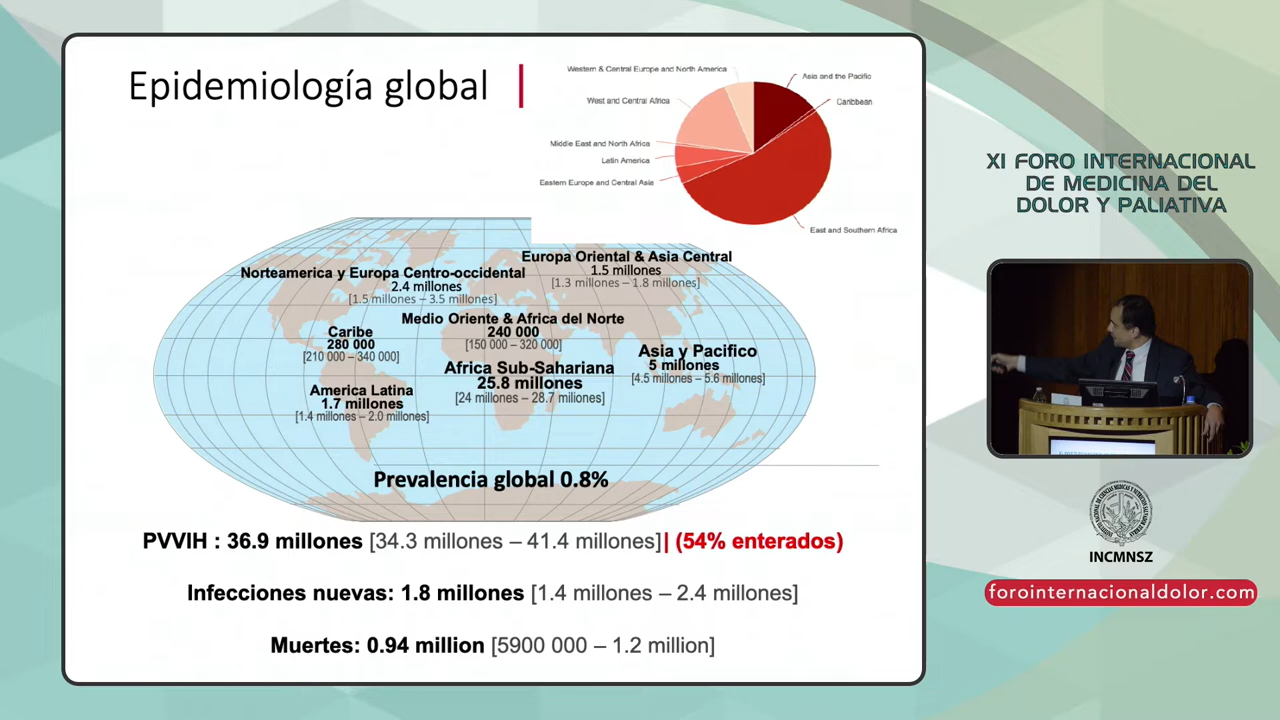 Epidemiología global |
Western & Central Europe and North America
Asia and the Pacific
West and Central Africa
Caribbean
Middle East and North Africa
Latin America
Eastern Europe and Central Asia
East and Southern Africa
Europa Oriental & Asia Central
1.5 millones
[1.3 millones – 1.8 millones]
Norteamerica y Europa Centro-occidental
2.4 millones
[1.5 millones – 3.5 millones]
Medio Oriente & Africa del Norte
240 000
[150 000 – 320 000]
Caribe
280 000
[210 000 – 340 000]
Asia y Pacifico
5 millones
[4.5 millones – 5.6 millones]
Africa Sub-Sahariana
25.8 millones
[24 millones – 28.7 millones]
America Latina
1.7 millones
[1.4 millones – 2.0 millones]
Prevalencia global 0.8%
PVVIH : 36.9 millones [34.3 millones – 41.4 millones]| (54% enterados)
Infecciones nuevas: 1.8 millones [1.4 millones – 2.4 millones]
Muertes: 0.94 million [5900 000 – 1.2 million]
XI FORO INTERNACIONAL
DE MEDICINA DEL
DOLOR Y PALIATIVA
INCMNSZ
forointernacionaldolor.com